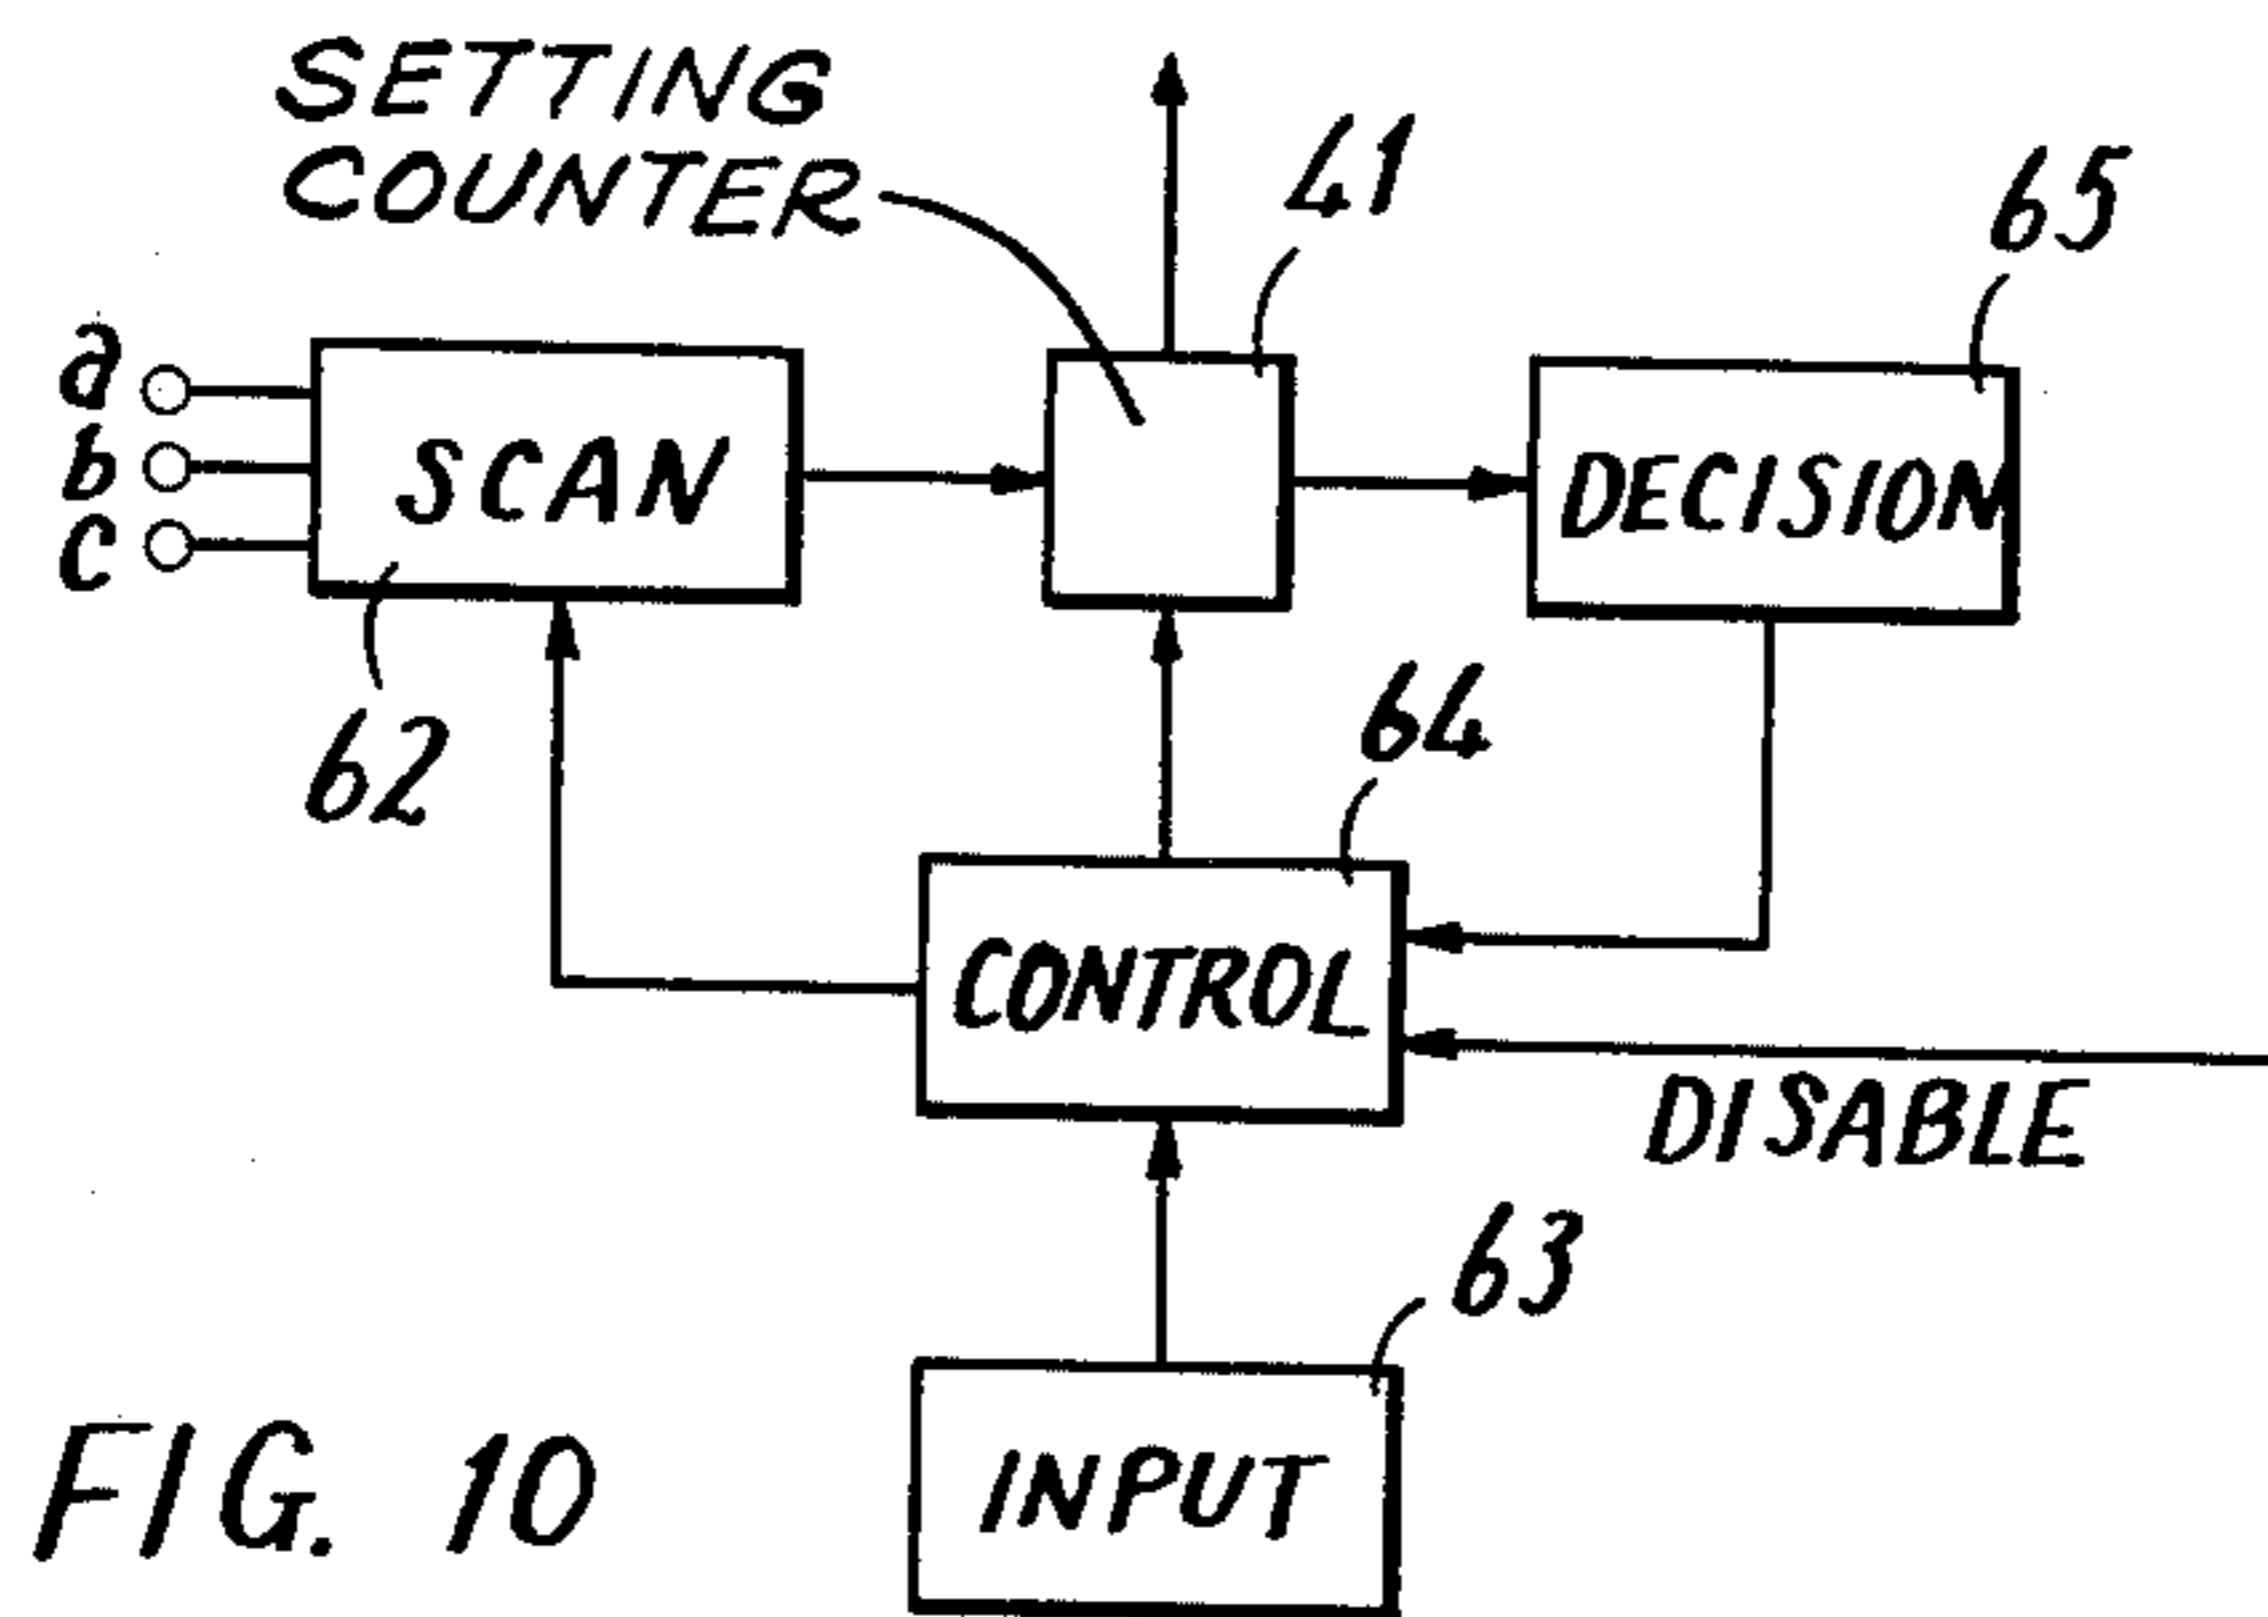 SETTING
COUNTER
41
65
a
b
c
SCAN
DECISION
62
64
CONTROL
DISABLE
63
INPUT
FIG. 10